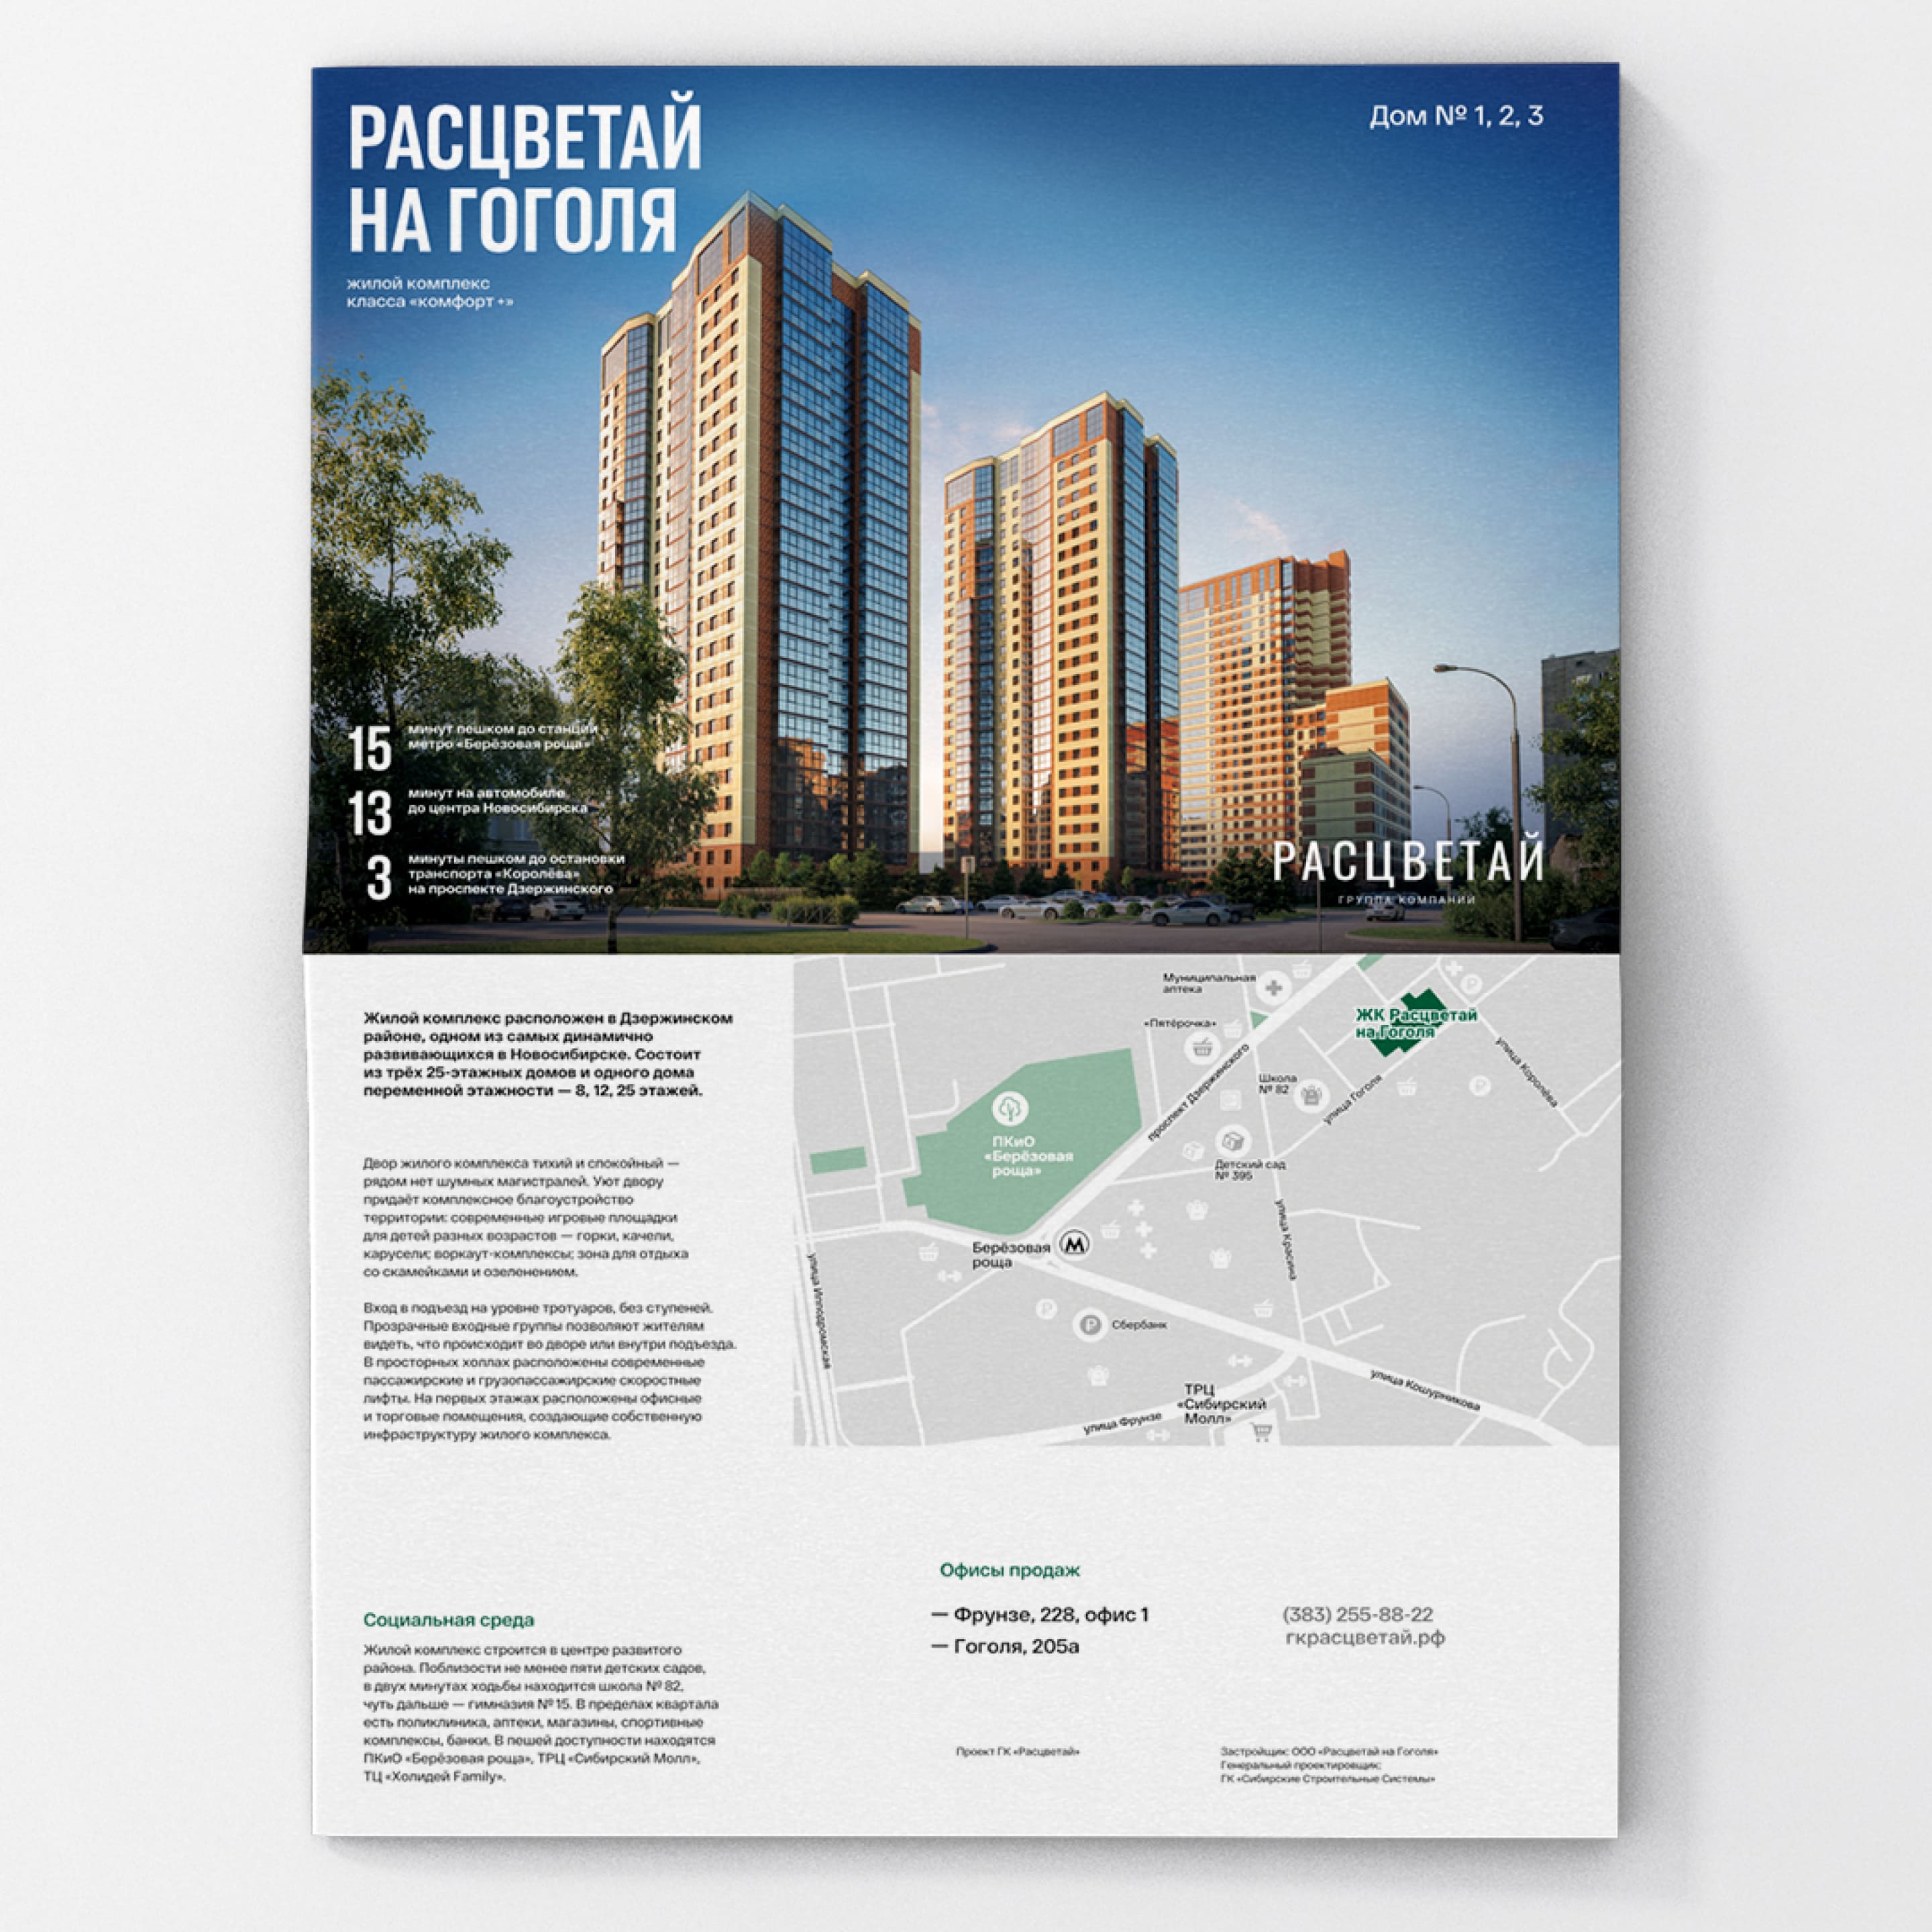 РАСЦВЕТАЙ
НА ГОГОЛЯ
Дом № 1, 2, 3
жилой комплекс
класса «комфорт+»
15
минут пешком до станции
метро «Берёзовая роща»
13
минут на автомобиле
до центра Новосибирска
3
минуты пешком до остановки
транспорта «Королёва»
на проспекте Дзержинского
РАСЦВЕТАЙ
ГРУППА КОМПАНИЙ
Жилой комплекс расположен в Дзержинском
районе, одном из самых динамично
развивающихся в Новосибирске. Состоит
из трёх 25-этажных домов и одного дома
переменной этажности — 8, 12, 25 этажей.
Двор жилого комплекса тихий и спокойный —
рядом нет шумных магистралей. Уют двору
придаёт комплексное благоустройство
территории: современные игровые площадки
для детей разных возрастов — горки, качели,
карусели; воркаут-комплексы; зона для отдыха
со скамейками и озеленением.
Вход в подъезд на уровне тротуаров, без ступеней.
Прозрачные входные группы позволяют жителям
видеть, что происходит во дворе или внутри подъезда.
В просторных холлах расположены современные
пассажирские и грузопассажирские скоростные
лифты. На первых этажах расположены офисные
и торговые помещения, создающие собственную
инфраструктуру жилого комплекса.
Муниципальная
аптека
«Пятёрочка»
ЖК Расцветай
на Гоголя
проспект Дзержинского
Школа
№ 82
улица Гоголя
улица Королёва
ПКиО
«Берёзовая
роща»
Детский сад
№ 395
улица Красина
Берёзовая
роща
М
улица Ипподромская
Сбербанк
ТРЦ
«Сибирский
Молл»
улица Фрунзе
улица Кошурникова
Социальная среда
Жилой комплекс строится в центре развитого
района. Поблизости не менее пяти детских садов,
в двух минутах ходьбы находится школа № 82,
чуть дальше — гимназия № 15. В пределах квартала
есть поликлиника, аптеки, магазины, спортивные
комплексы, банки. В пешей доступности находятся
ПКиО «Берёзовая роща», ТРЦ «Сибирский Молл»,
ТЦ «Холидей Family».
Офисы продаж
— Фрунзе, 228, офис 1
— Гоголя, 205а
(383) 255-88-22
гкрасцветай.рф
Проект ГК «Расцветай»
Застройщик: ООО «Расцветай на Гоголя»
Генеральный проектировщик:
ГК «Сибирские Строительные Системы»